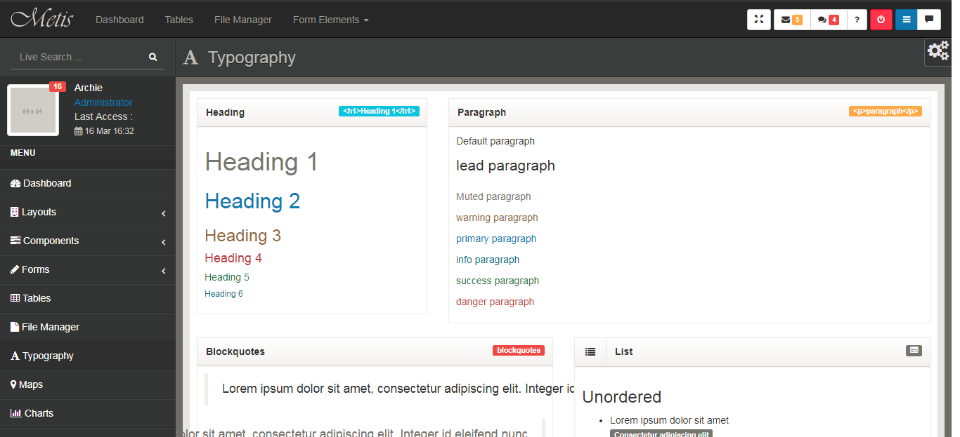 Metis Dashboard Tables File Manager Form Elements
5 4 ?
Live Search ...
A Typography
16
64 x 64
Archie
Administrator
Last Access :
16 Mar 16:32
MENU
Dashboard
Layouts
Components
Forms
Tables
File Manager
A Typography
Maps
Charts
Heading <h1>Heading 1</h1>
Heading 1
Heading 2
Heading 3
Heading 4
Heading 5
Heading 6
Paragraph <p>paragraph</p>
Default paragraph
lead paragraph
Muted paragraph
warning paragraph
primary paragraph
info paragraph
success paragraph
danger paragraph
Blockquotes blockquotes
Lorem ipsum dolor sit amet, consectetur adipiscing elit. Integer
dolor sit amet, consectetur adipiscing elit. Integer id eleifend nunc
List
Unordered
Lorem ipsum dolor sit amet
Consectetur adipiscing elit